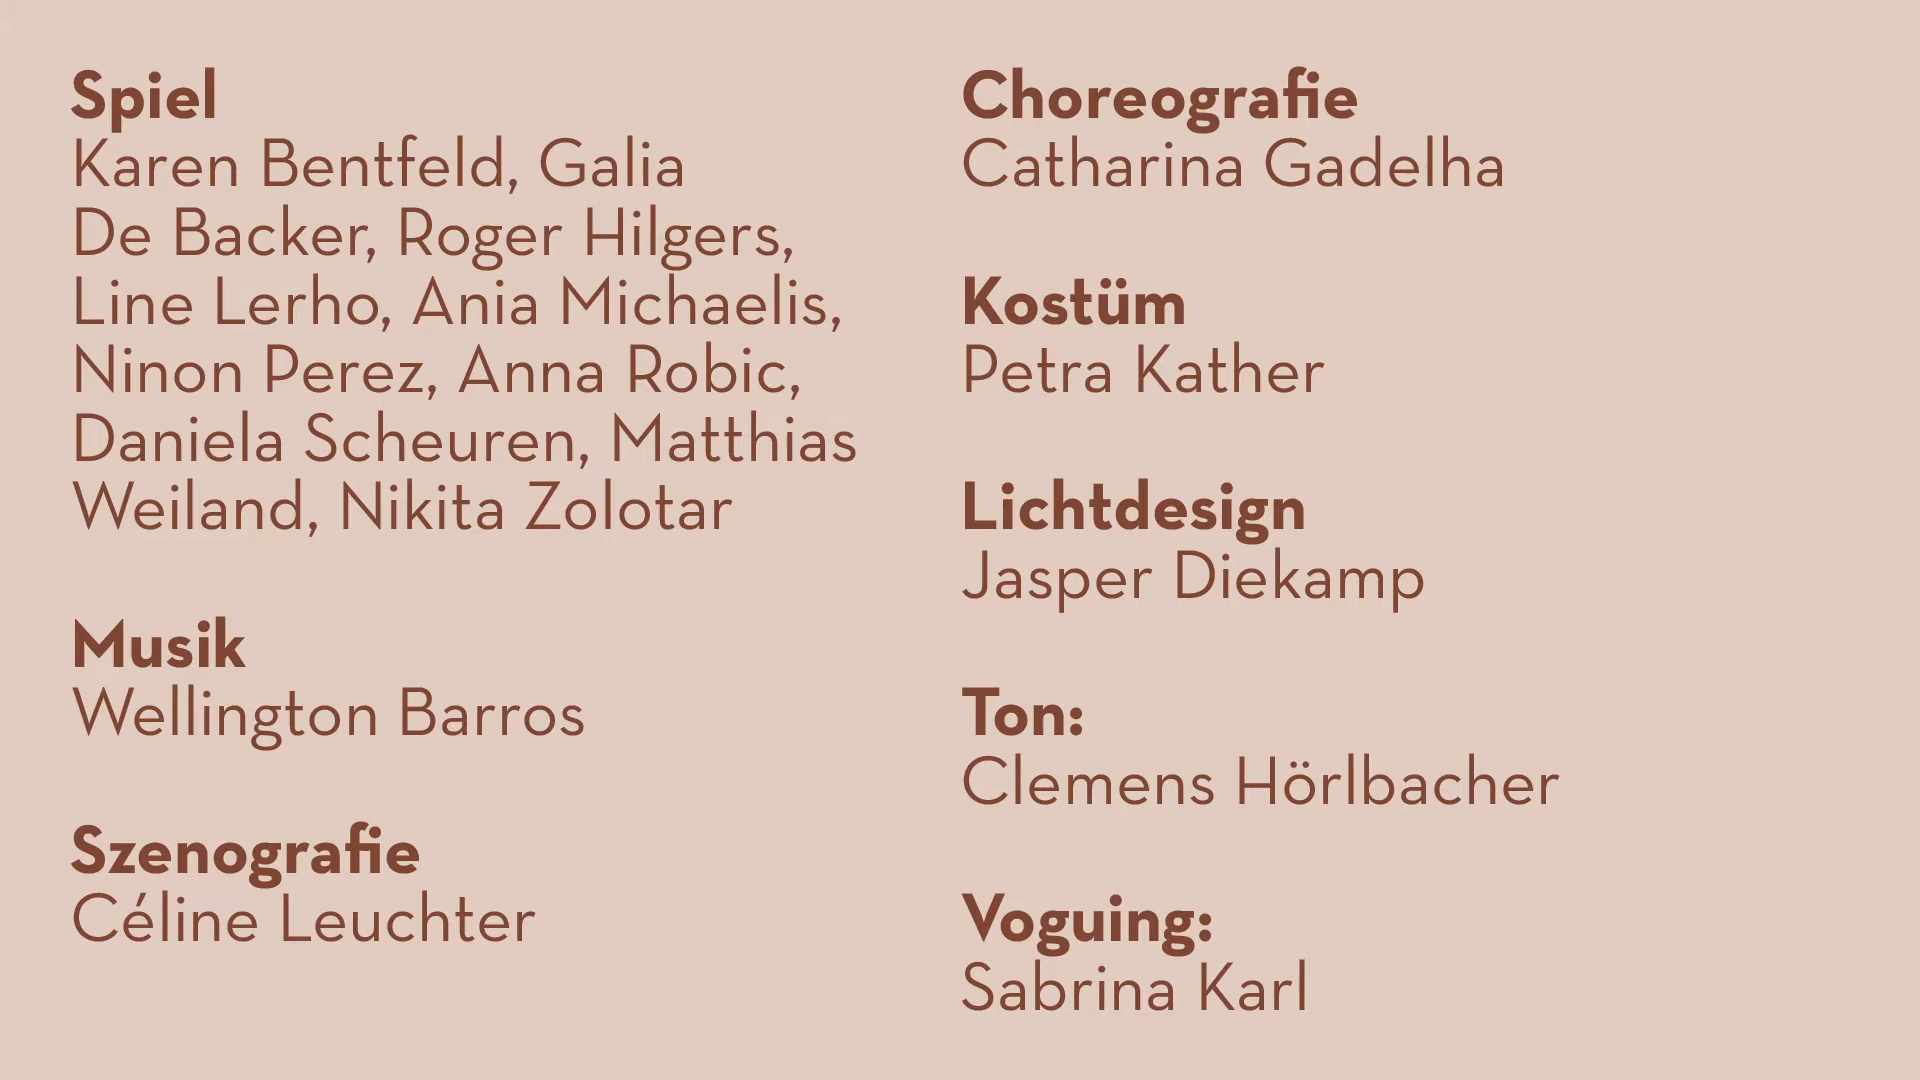 Spiel
Karen Bentfeld, Galia
De Backer, Roger Hilgers,
Line Lerho, Ania Michaelis,
Ninon Perez, Anna Robic,
Daniela Scheuren, Matthias
Weiland, Nikita Zolotar
Musik
Wellington Barros
Szenografie
Céline Leuchter
Choreografie
Catharina Gadelha
Kostüm
Petra Kather
Lichtdesign
Jasper Diekamp
Ton:
Clemens Hörlbacher
Voguing:
Sabrina Karl